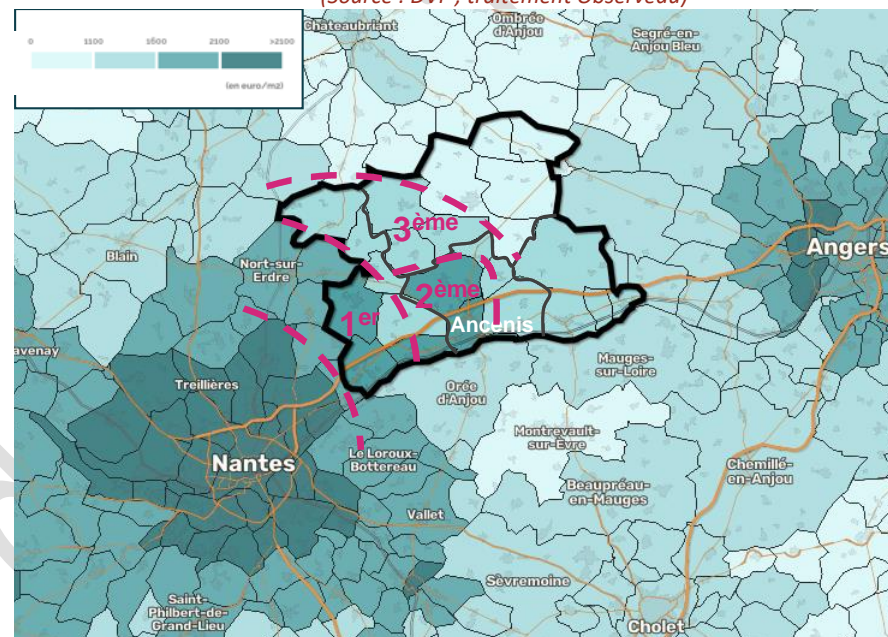 (Source : DVF, traitement Observeau)
0 1100 1600 2100 >2100
(en euro/m2)
Châteaubriant
Ombrée
d'Anjou
Segré-en-
Anjou Bleu
3ème
Blain
Nort-sur-
Erdre
Angers
2ème
1er
Ancenis
avenay
Treillières
Mauges-
sur-Loire
Orée
d'Anjou
Montrevault-
sur-Èvre
Nantes
Le Loroux-
Bottereau
Chemillé-
en-Anjou
Beaupréau-
en-Mauges
Vallet
Sèvremoine
Saint-
Philbert-de-
Grand-Lieu
Cholet